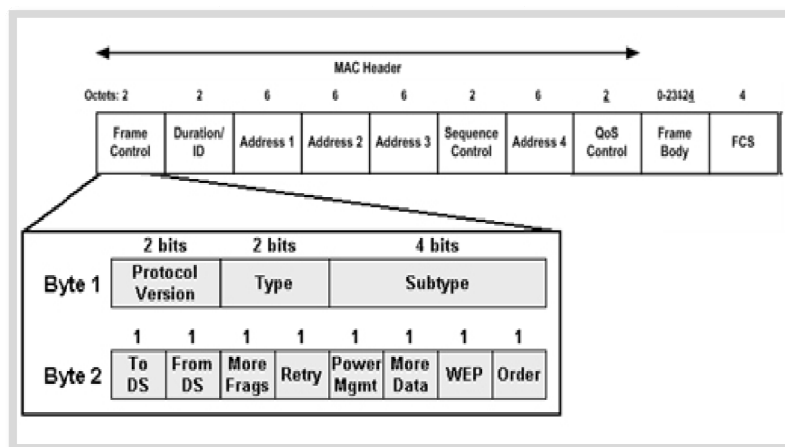 MAC Header
Octets: 2 2 6 6 6 2 6 2 0-23124 4
Frame Control Duration/ ID Address 1 Address 2 Address 3 Sequence Control Address 4 QoS Control Frame Body FCS
2 bits 2 bits 4 bits
Byte 1 Protocol Version Type Subtype
1 1 1 1 1 1 1 1
Byte 2 To DS From DS More Frags Retry Power Mgmt More Data WEP Order